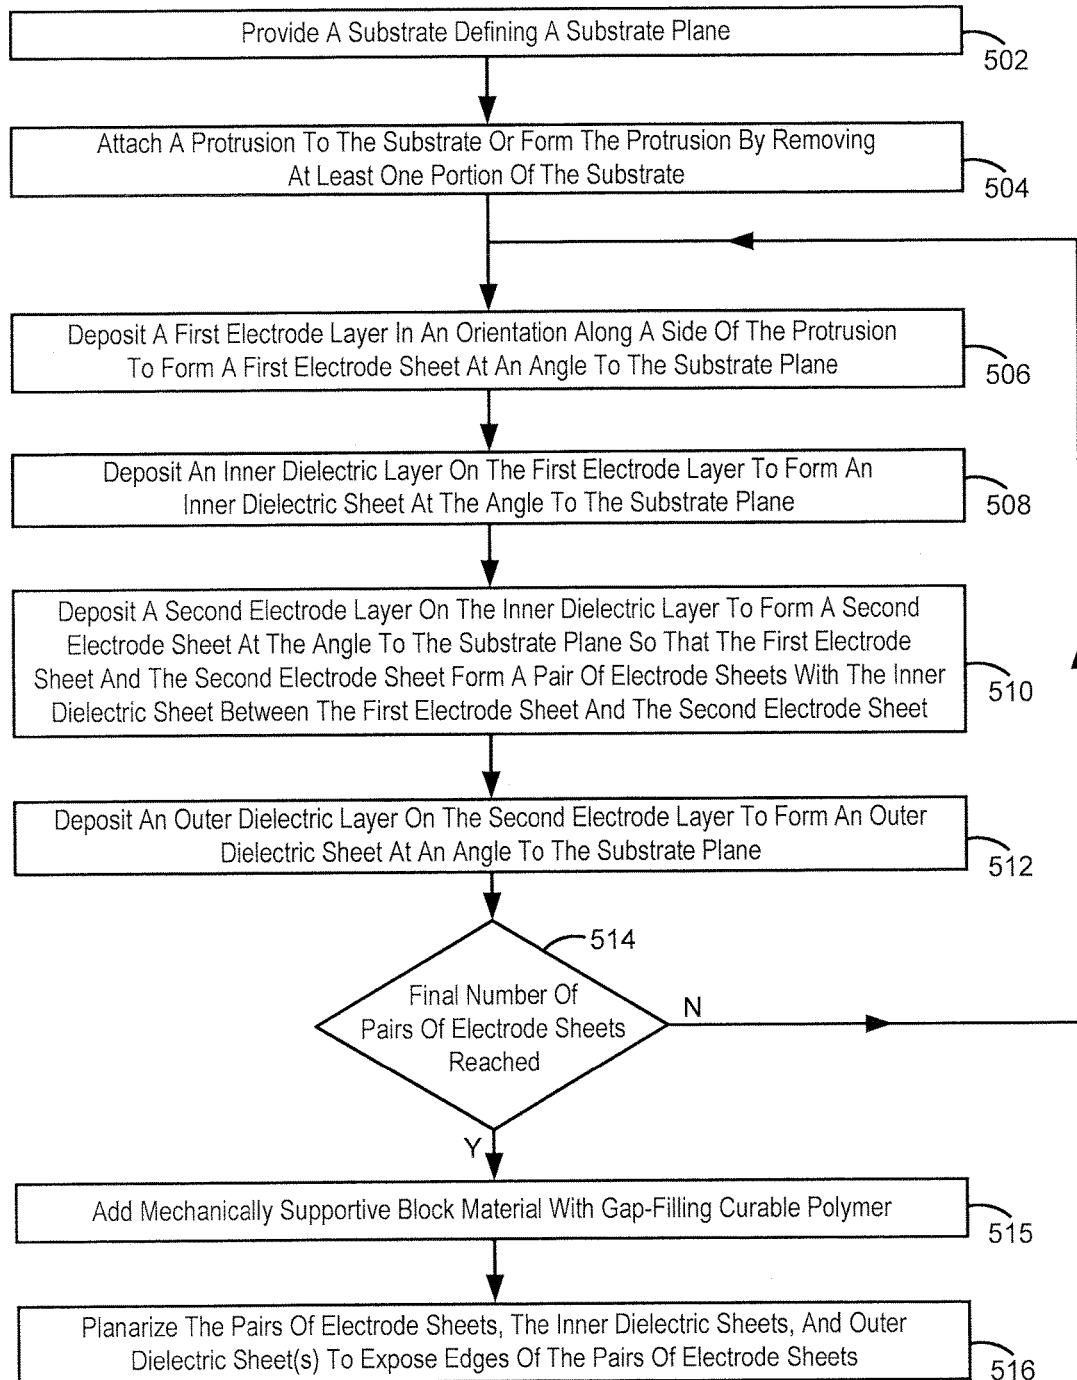 Provide A Substrate Defining A Substrate Plane
502
Attach A Protrusion To The Substrate Or Form The Protrusion By Removing
At Least One Portion Of The Substrate
504
Deposit A First Electrode Layer In An Orientation Along A Side Of The Protrusion
To Form A First Electrode Sheet At An Angle To The Substrate Plane
506
Deposit An Inner Dielectric Layer On The First Electrode Layer To Form An
Inner Dielectric Sheet At The Angle To The Substrate Plane
508
Deposit A Second Electrode Layer On The Inner Dielectric Layer To Form A Second
Electrode Sheet At The Angle To The Substrate Plane So That The First Electrode
Sheet And The Second Electrode Sheet Form A Pair Of Electrode Sheets With The Inner
Dielectric Sheet Between The First Electrode Sheet And The Second Electrode Sheet
510
Deposit An Outer Dielectric Layer On The Second Electrode Layer To Form An Outer
Dielectric Sheet At An Angle To The Substrate Plane
512
514
Final Number Of
Pairs Of Electrode Sheets
Reached
N
Y
Add Mechanically Supportive Block Material With Gap-Filling Curable Polymer
515
Planarize The Pairs Of Electrode Sheets, The Inner Dielectric Sheets, And Outer
Dielectric Sheet(s) To Expose Edges Of The Pairs Of Electrode Sheets
516